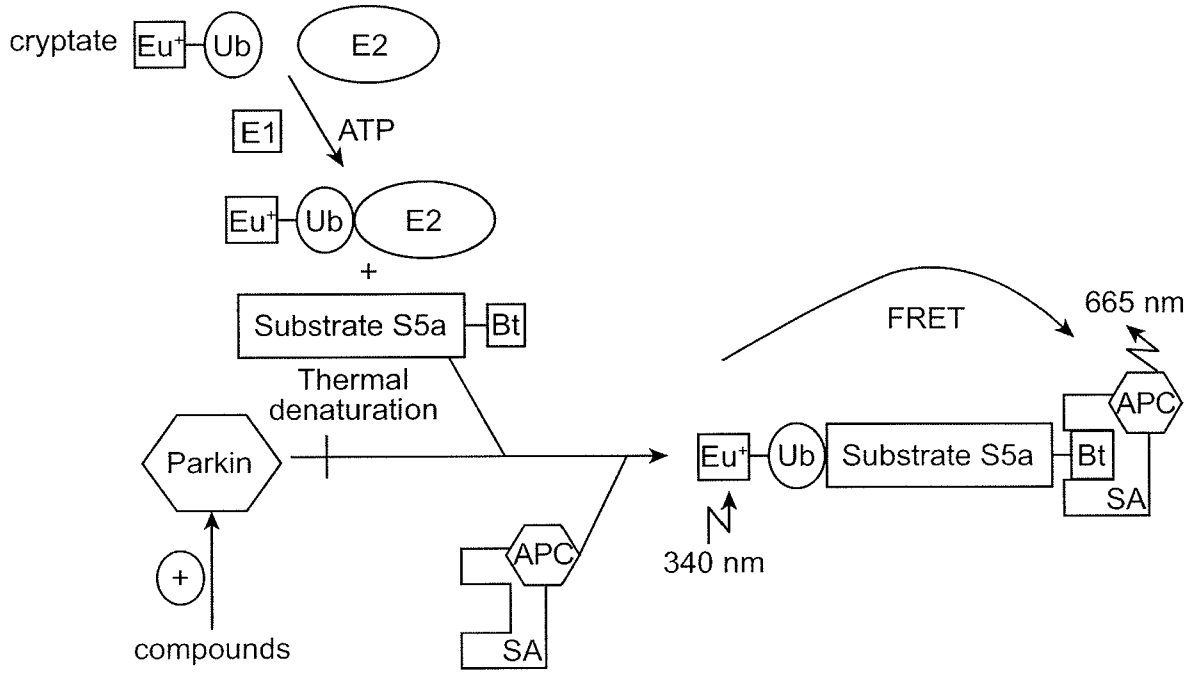 cryptate Eu⁺ Ub E2
E1 ATP
Eu⁺ Ub E2
+
Substrate S5a Bt
Thermal
denaturation
Parkin
+
compounds
APC
SA
FRET
665 nm
APC
Eu⁺ Ub Substrate S5a Bt
SA
340 nm